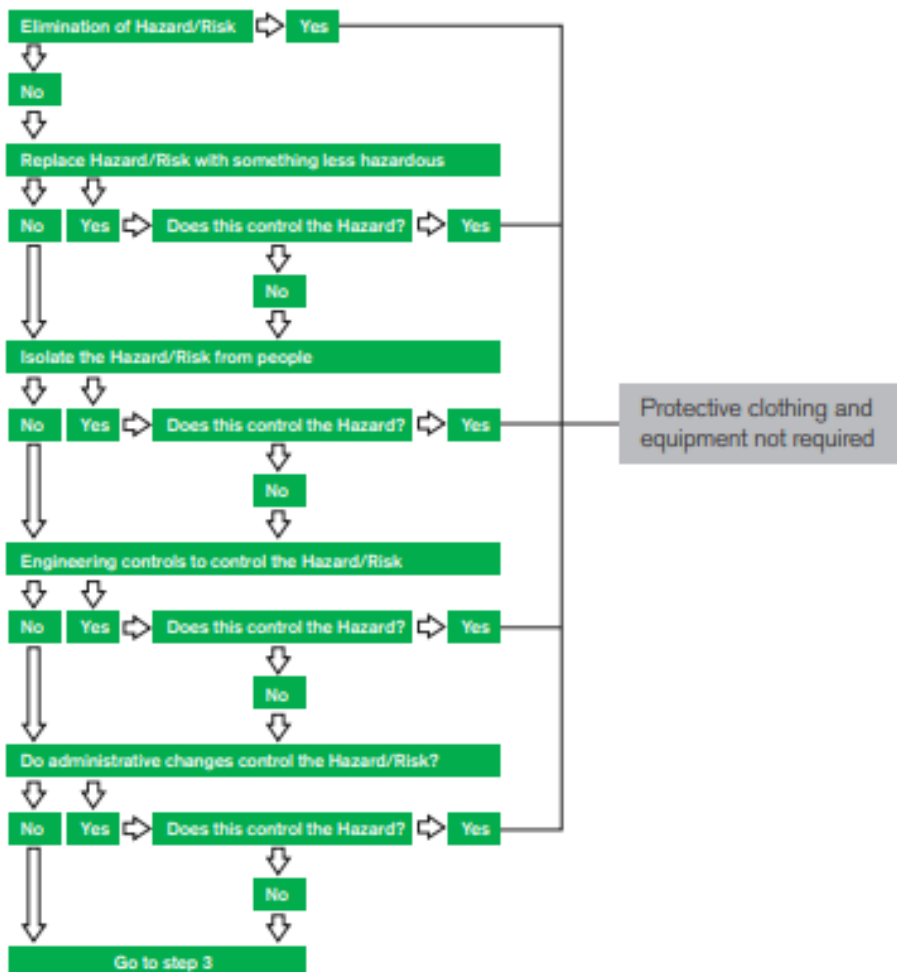 Elimination of Hazard/Risk
Yes
No
Replace Hazard/Risk with something less hazardous
No
Yes
Does this control the Hazard?
Yes
No
Isolate the Hazard/Risk from people
No
Yes
Does this control the Hazard?
Yes
Protective clothing and
equipment not required
No
Engineering controls to control the Hazard/Risk
No
Yes
Does this control the Hazard?
Yes
No
Do administrative changes control the Hazard/Risk?
No
Yes
Does this control the Hazard?
Yes
No
Go to step 3